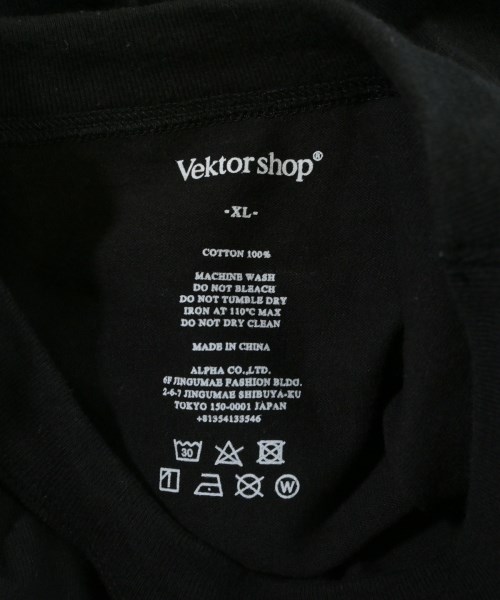 Vektor shop®
-XL-
COTTON 100%
MACHINE WASH
DO NOT BLEACH
DO NOT TUMBLE DRY
IRON AT 110°C MAX
DO NOT DRY CLEAN
MADE IN CHINA
ALPHA CO.,LTD.
6F JINGUMAE FASHION BLDG.
2-6-7 JINGUMAE SHIBUYA-KU
TOKYO 150-0001 JAPAN
+81354133546
30
W